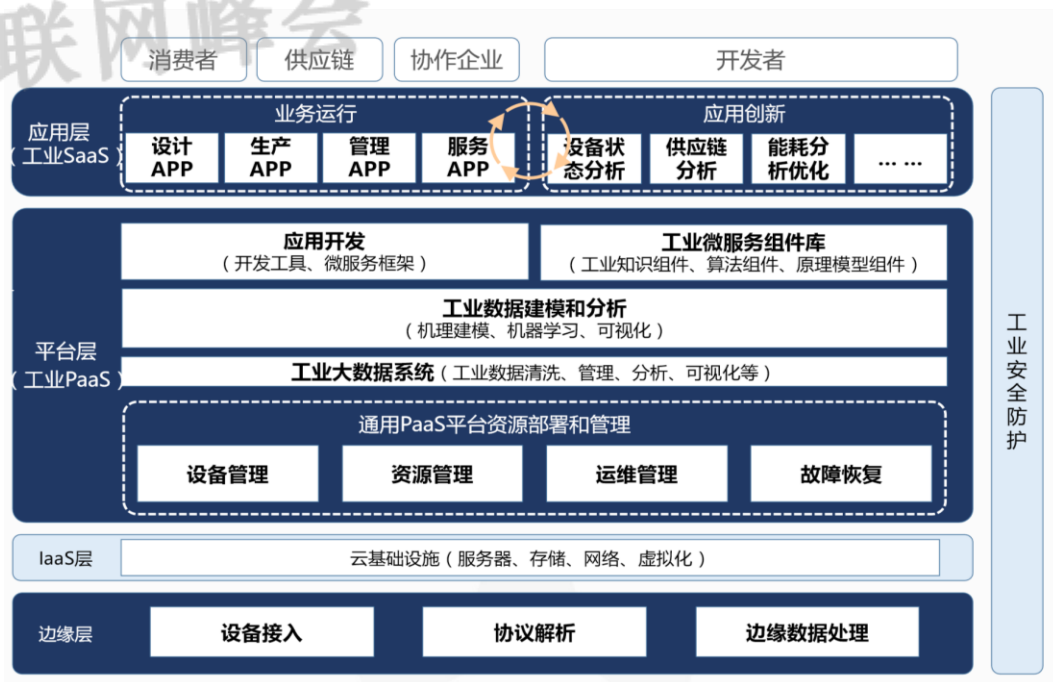 联网峰会
消费者
供应链
协作企业
开发者
应用层
（工业SaaS）
业务运行
设计
APP
生产
APP
管理
APP
服务
APP
应用创新
设备状
态分析
供应链
分析
能耗分
析优化
... ...
平台层
（工业PaaS）
应用开发
（开发工具、微服务框架）
工业微服务组件库
（工业知识组件、算法组件、原理模型组件）
工业数据建模和分析
（机理建模、机器学习、可视化）
工业大数据系统（工业数据清洗、管理、分析、可视化等）
通用PaaS平台资源部署和管理
设备管理
资源管理
运维管理
故障恢复
IaaS层
云基础设施（服务器、存储、网络、虚拟化）
边缘层
设备接入
协议解析
边缘数据处理
工业安全防护